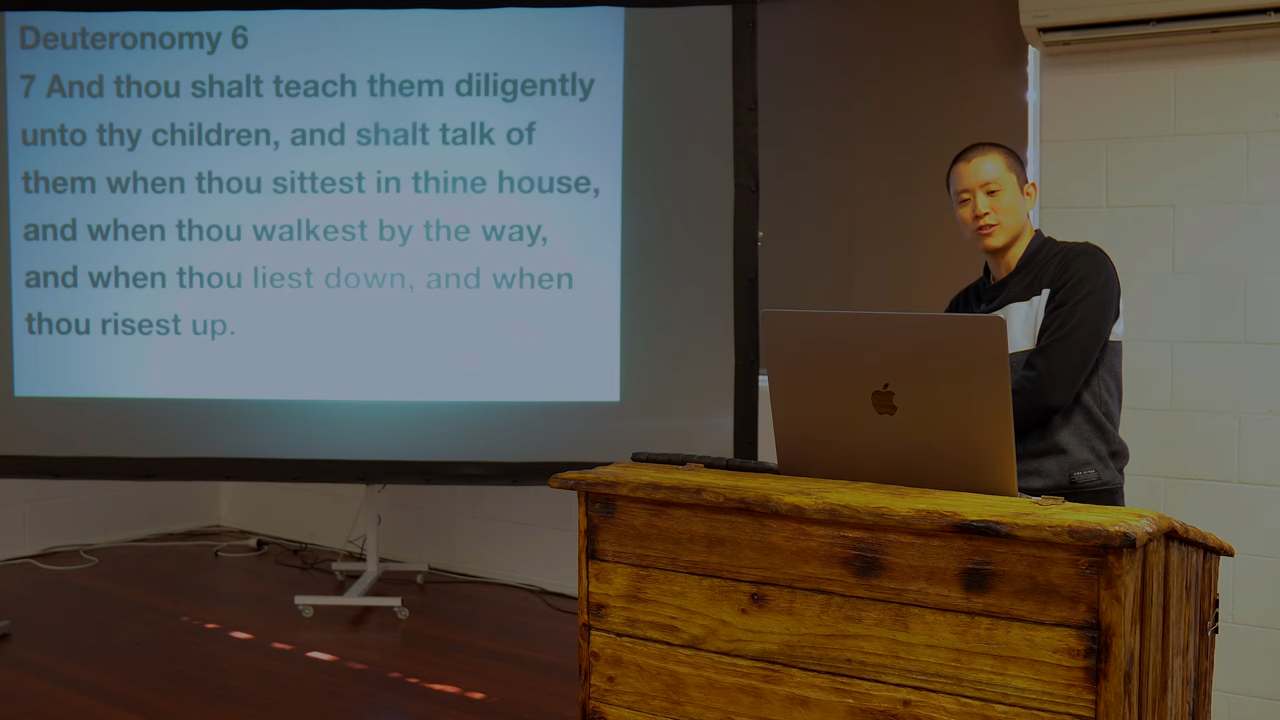 Deuteronomy 6
7 And thou shalt teach them diligently
unto thy children, and shalt talk of
them when thou sittest in thine house,
and when thou walkest by the way,
and when thou liest down, and when
thou risest up.